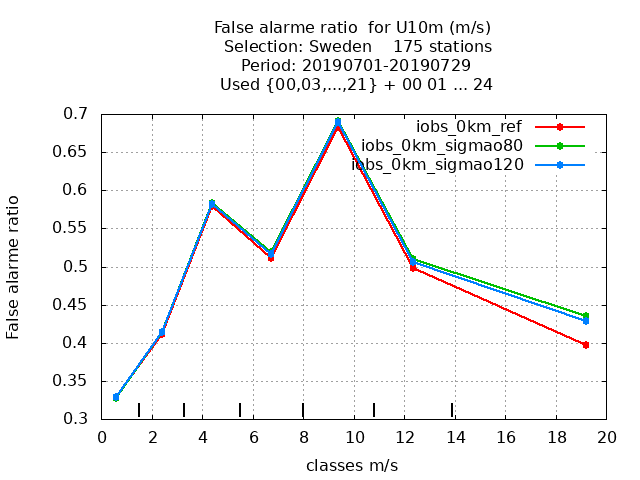 False alarme ratio  for U10m (m/s)
Selection: Sweden    175 stations
Period: 20190701-20190729
Used {00,03,...,21} + 00 01 ... 24
iobs_0km_ref
iobs_0km_sigmao80
iobs_0km_sigmao120
False alarme ratio
0.7
0.65
0.6
0.55
0.5
0.45
0.4
0.35
0.3
0 2 4 6 8 10 12 14 16 18 20
classes m/s